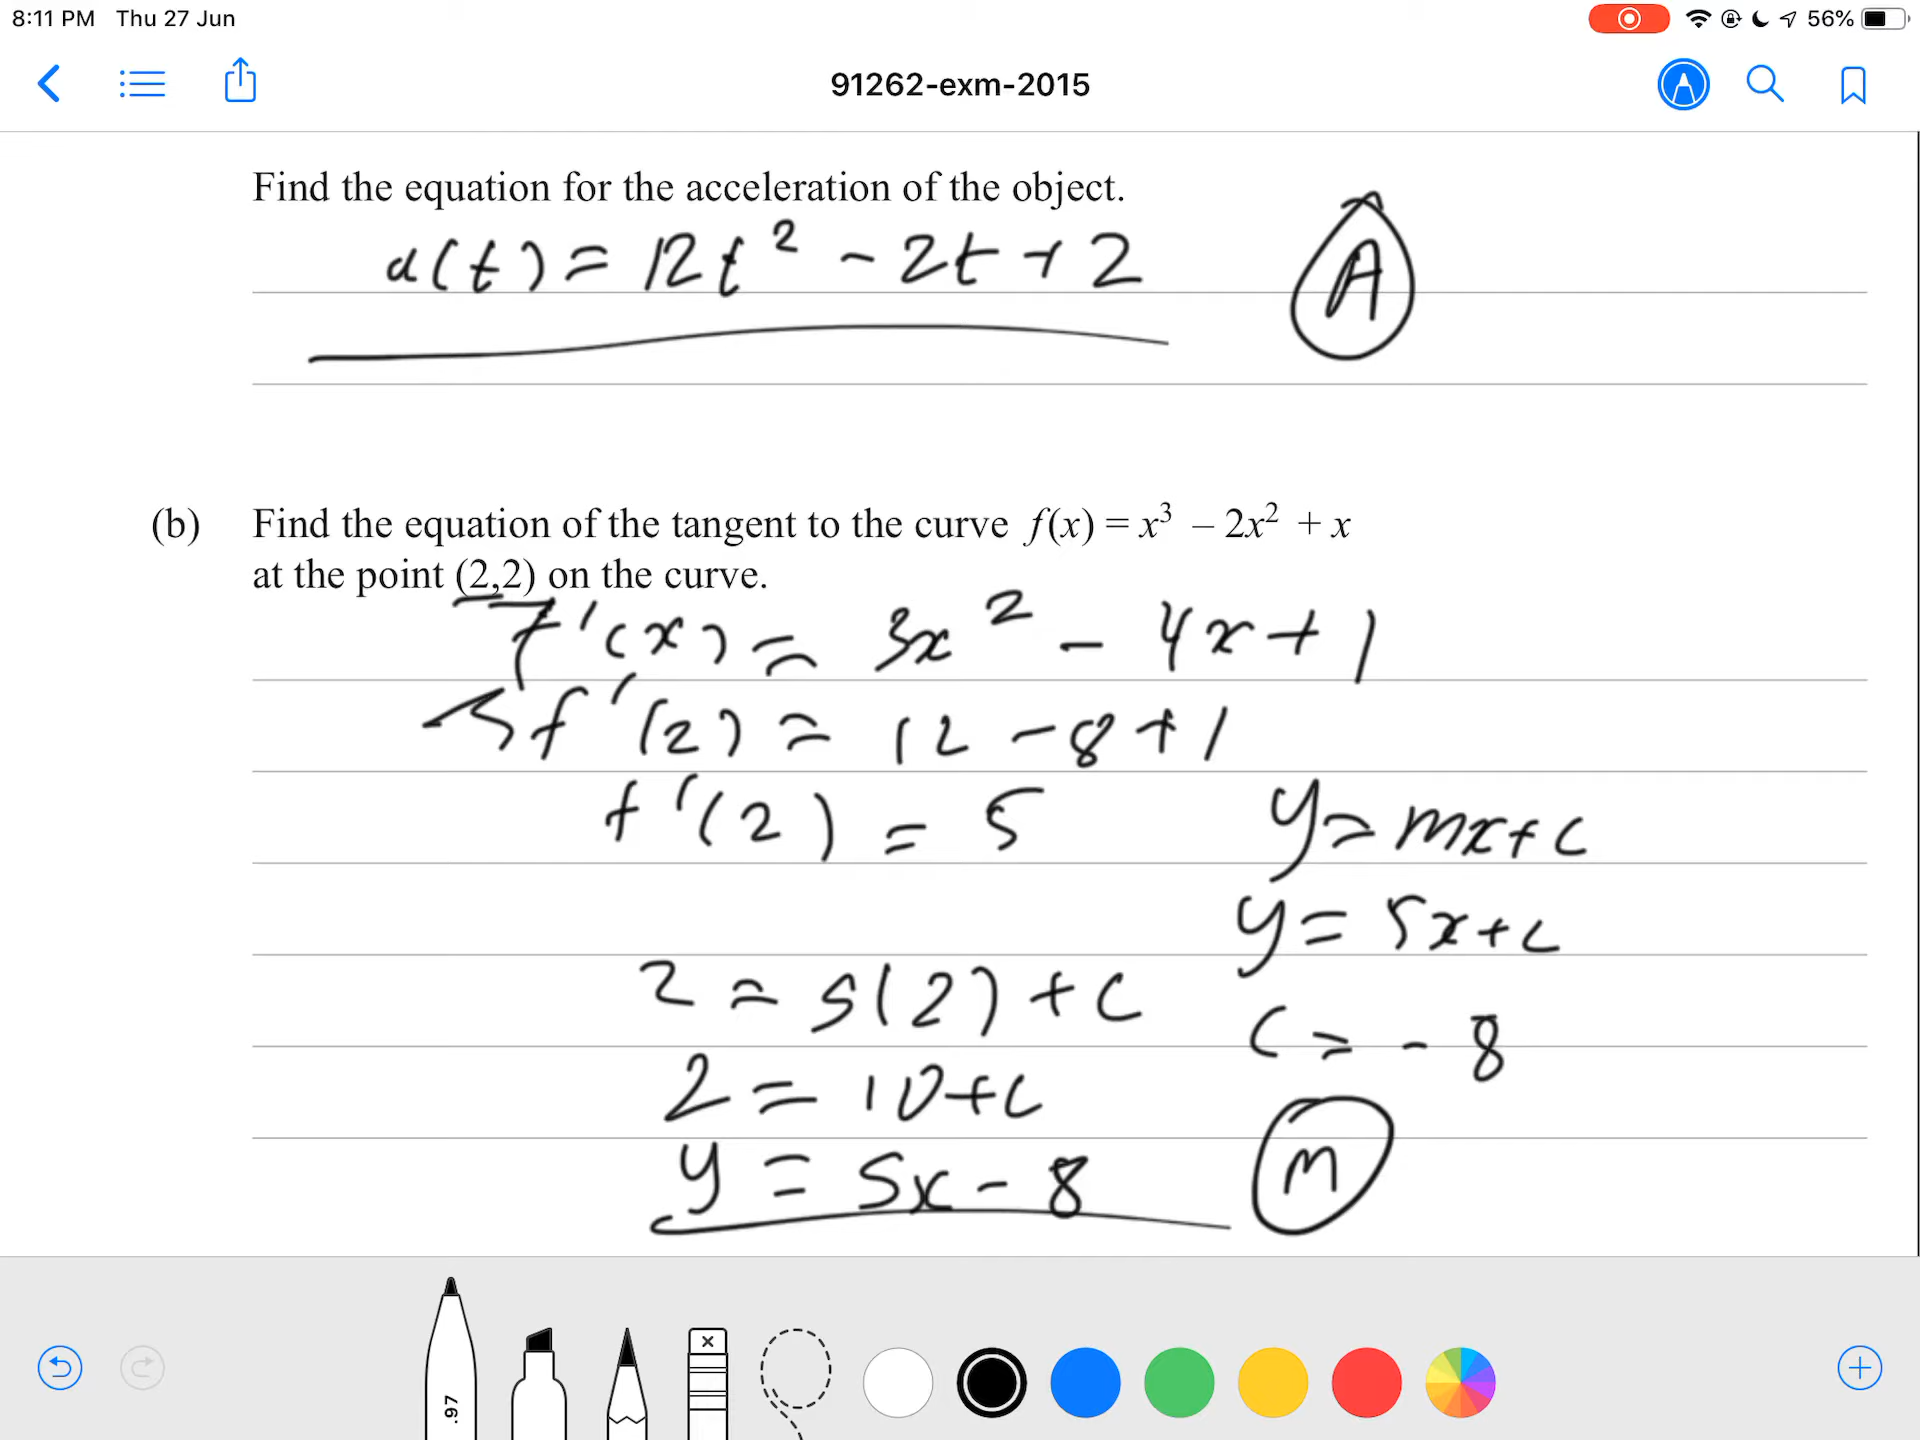 8:11 PM Thu 27 Jun 56%
91262-exm-2015
Find the equation for the acceleration of the object.
a(t) = 12t² - 2t + 2
A
(b) Find the equation of the tangent to the curve f(x) = x³ – 2x² + x
at the point (2,2) on the curve.
f'(x) = 3x² - 4x + 1
f'(2) = 12 - 8 + 1
f'(2) = 5
y = mx + c
y = 5x + c
2 = 5(2) + c
c = -8
2 = 10 + c
y = 5x - 8
M
.97